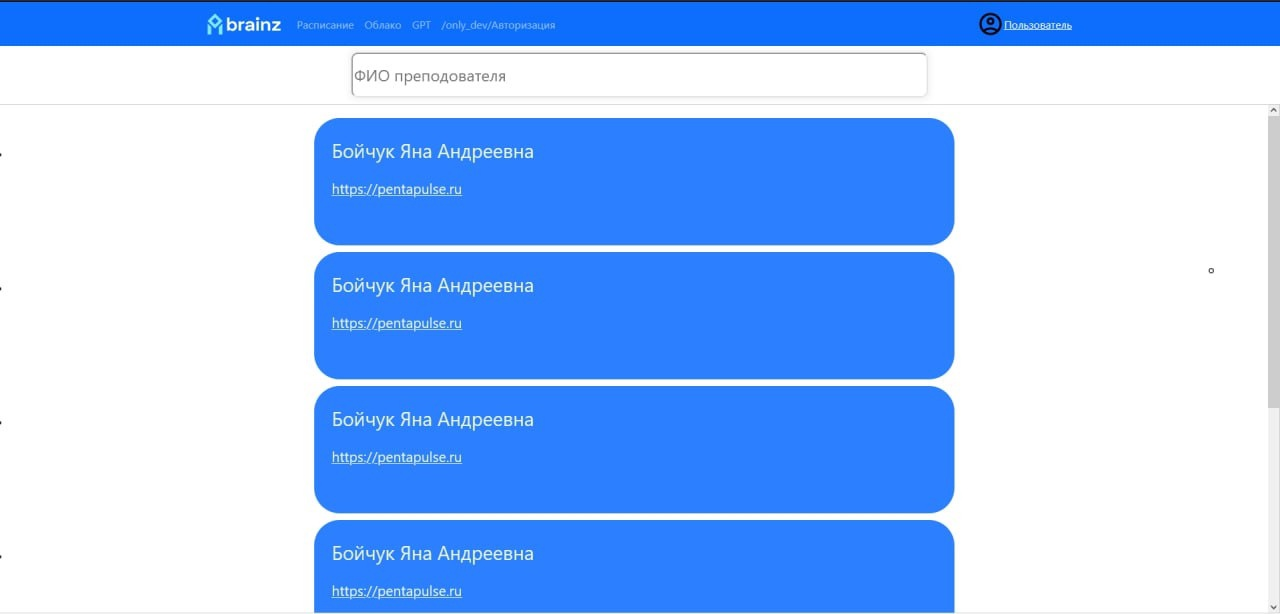 brainz Расписание Облако GPT /only_dev/Авторизация Пользователь
ФИО преподователя
Бойчук Яна Андреевна
https://pentapulse.ru
Бойчук Яна Андреевна
https://pentapulse.ru
Бойчук Яна Андреевна
https://pentapulse.ru
Бойчук Яна Андреевна
https://pentapulse.ru